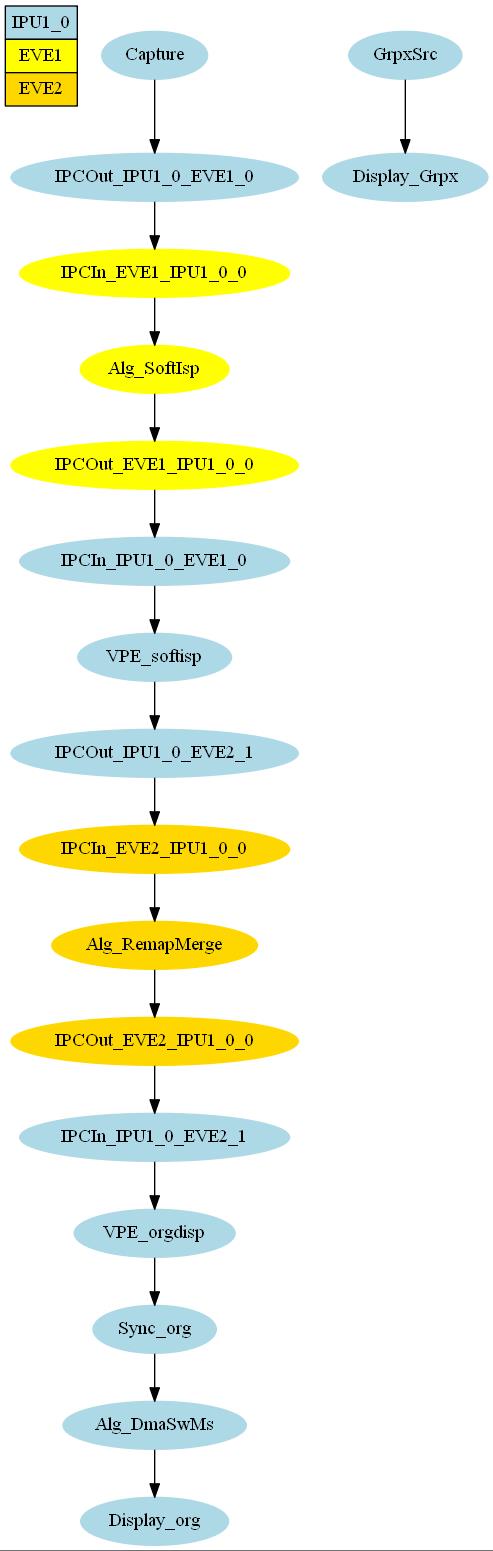 IPU1_0
EVE1
EVE2
Capture
GrpxSrc
IPCOut_IPU1_0_EVE1_0
Display_Grpx
IPCIn_EVE1_IPU1_0_0
Alg_SoftIsp
IPCOut_EVE1_IPU1_0_0
IPCIn_IPU1_0_EVE1_0
VPE_softisp
IPCOut_IPU1_0_EVE2_1
IPCIn_EVE2_IPU1_0_0
Alg_RemapMerge
IPCOut_EVE2_IPU1_0_0
IPCIn_IPU1_0_EVE2_1
VPE_orgdisp
Sync_org
Alg_DmaSwMs
Display_org